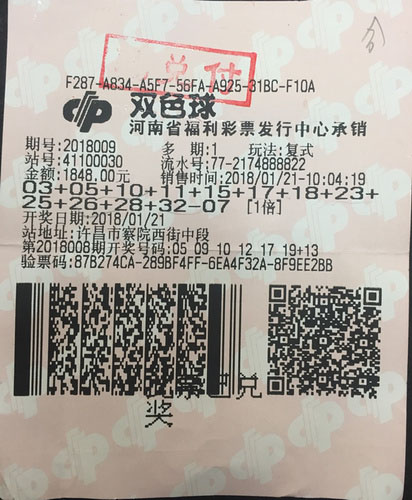 兑付
F287-A834-A5F7-56FA-A925-31BC-F10A
双色球
河南省福利彩票发行中心承销
期号:2018009 多 期:1 玩法:复式
站号:41100030 流水号:77-2174888822
金额:1848.00元 销售时间:2018/01/21-10:04:19
03+05+10+11+15+17+18+23+
25+26+28+32-07 [1倍]
开奖日期:2018/01/21
站地址:许昌市察院西街中段
第2018008期开奖号码:05 09 10 12 17 19+13
验票码:87B274CA-289BF4FF-6EA4F32A-8F9EE2BB
兑
奖